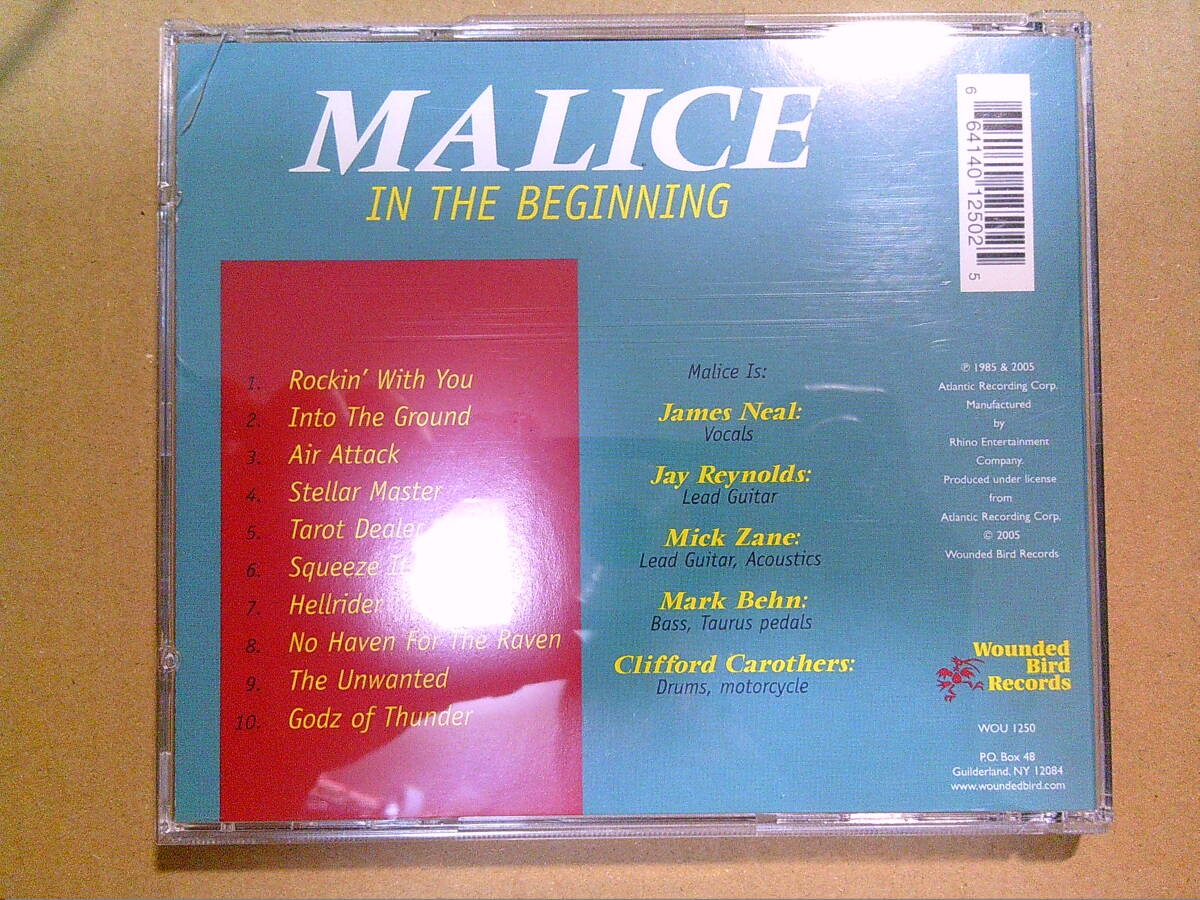 MALICE
IN THE BEGINNING
6 64140 12502 5
1. Rockin' With You
2. Into The Ground
3. Air Attack
4. Stellar Master
5. Tarot Dealer
6. Squeeze It
7. Hellrider
8. No Haven For The Raven
9. The Unwanted
10. Godz of Thunder
Malice Is:
James Neal:
Vocals
Jay Reynolds:
Lead Guitar
Mick Zane:
Lead Guitar, Acoustics
Mark Behn:
Bass, Taurus pedals
Clifford Carothers:
Drums, motorcycle
℗ 1985 & 2005
Atlantic Recording Corp.
Manufactured
by
Rhino Entertainment
Company.
Produced under license
from
Atlantic Recording Corp.
© 2005
Wounded Bird Records
Wounded
Bird
Records
WOU 1250
P.O. Box 48
Guilderland, NY 12084
www.woundedbird.com